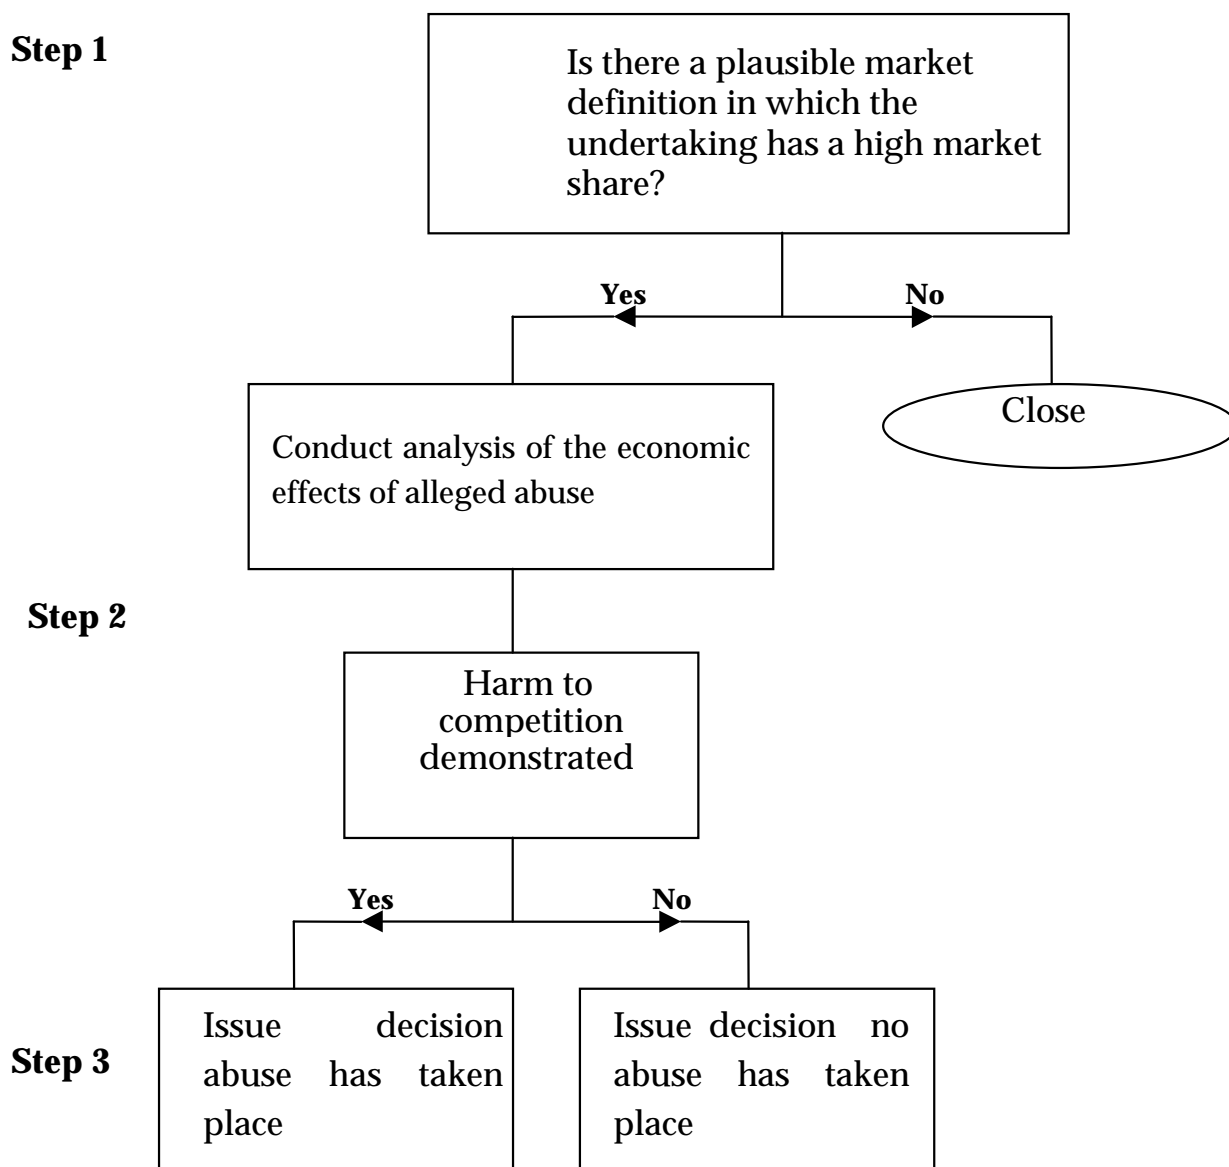 Step 1
Is there a plausible market
definition in which the
undertaking has a high market
share?
Yes
No
Close
Conduct analysis of the economic
effects of alleged abuse
Step 2
Harm to
competition
demonstrated
Yes
No
Step 3
Issue decision
abuse has taken
place
Issue decision no
abuse has taken
place